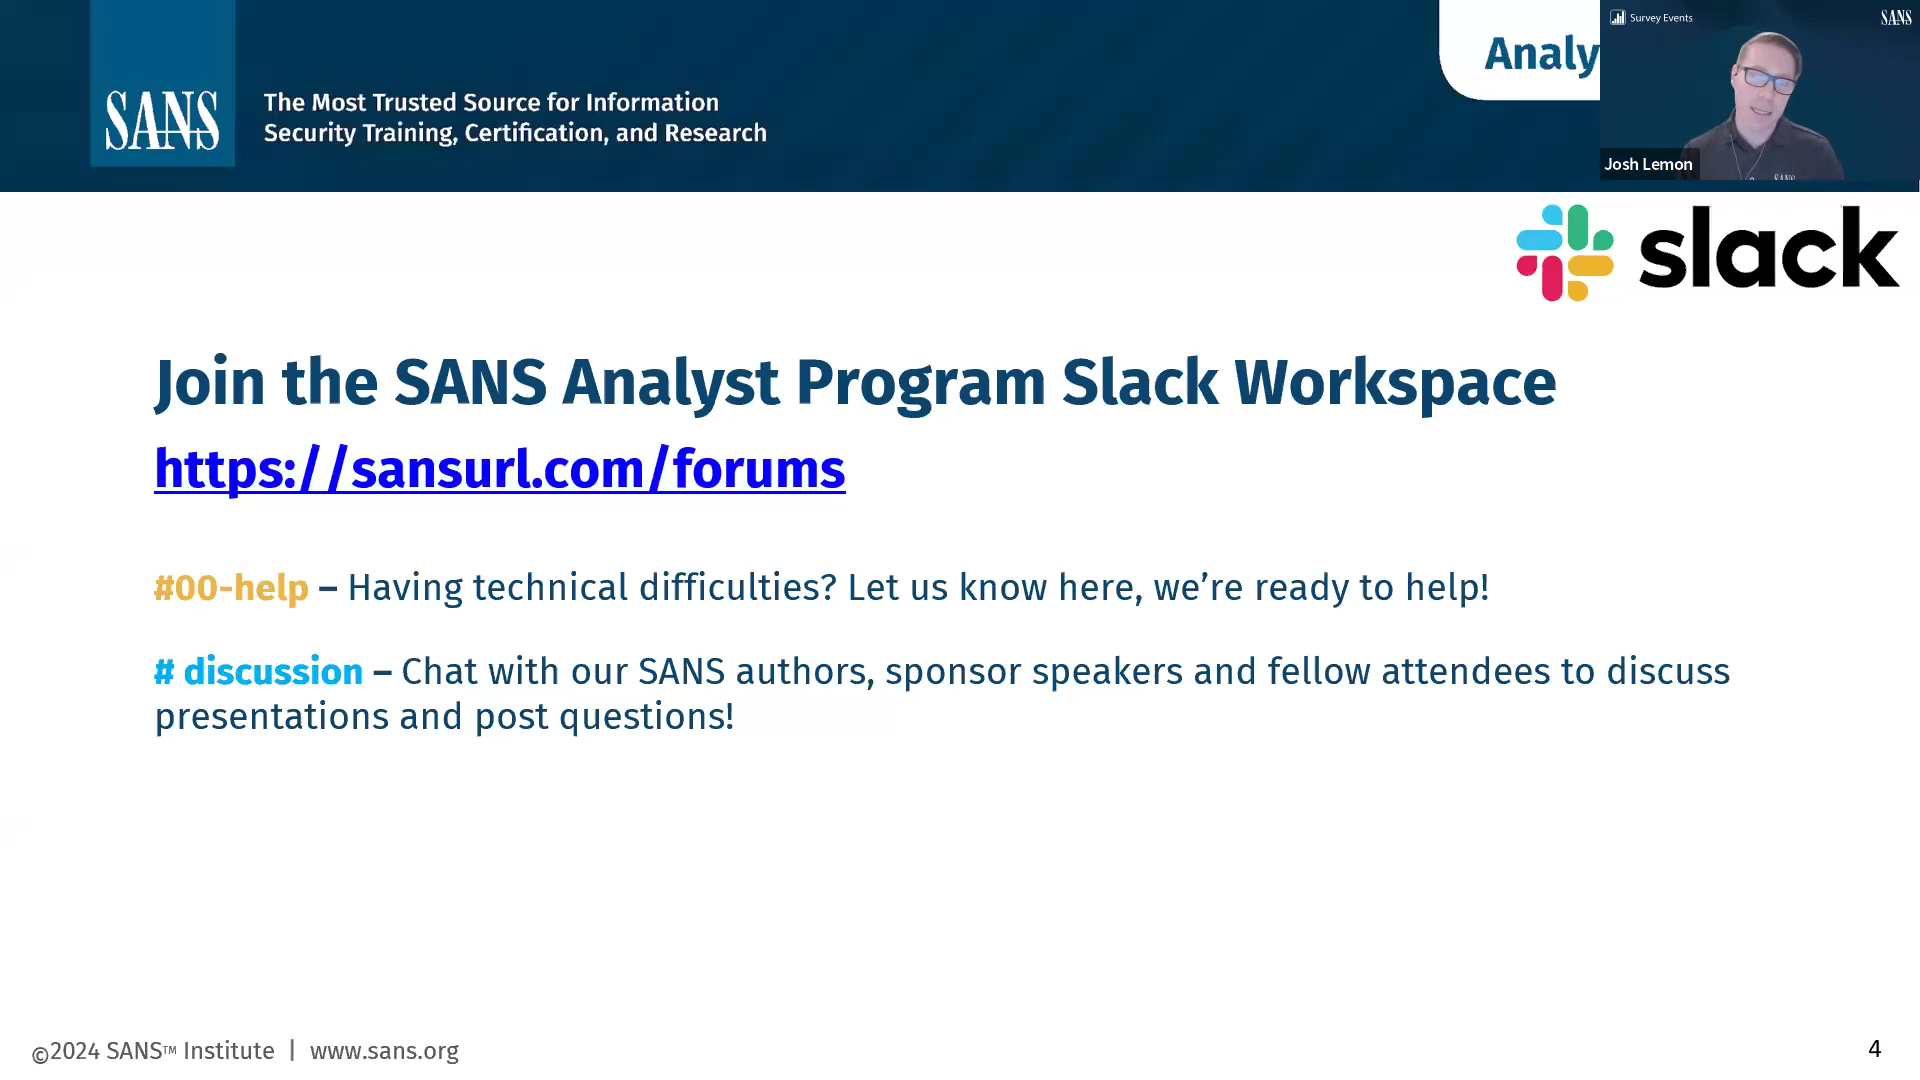 SANS
The Most Trusted Source for Information
Security Training, Certification, and Research
Analy
Survey Events
SANS
SANS
Josh Lemon
slack
Join the SANS Analyst Program Slack Workspace
https://sansurl.com/forums
#00-help – Having technical difficulties? Let us know here, we’re ready to help!
# discussion – Chat with our SANS authors, sponsor speakers and fellow attendees to discuss
presentations and post questions!
©2024 SANS™ Institute | www.sans.org
4